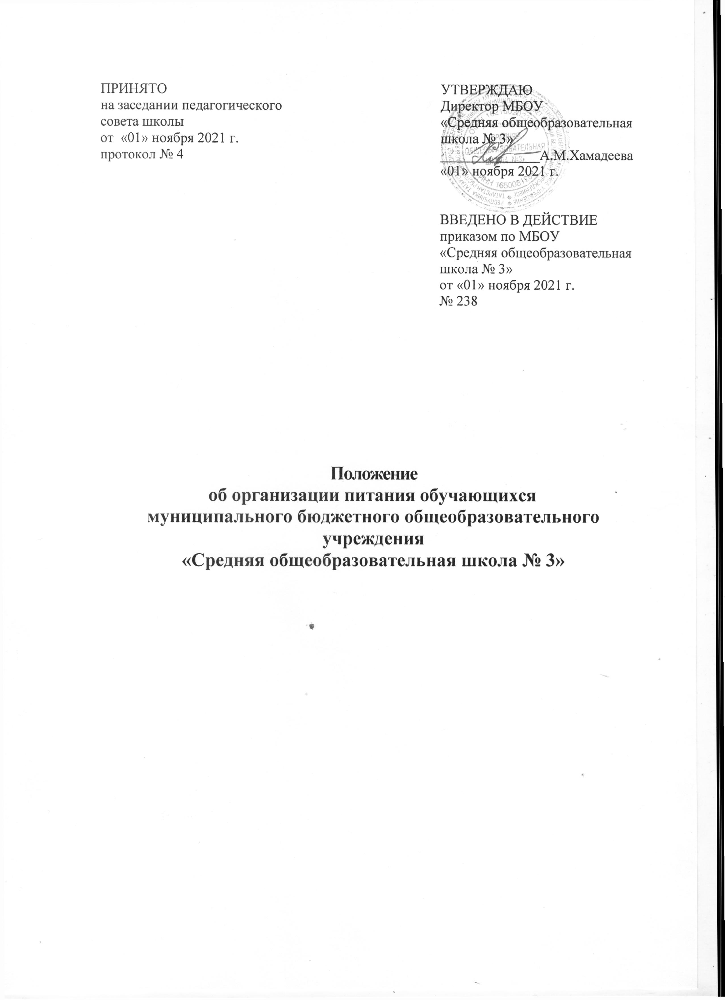 ПРИНЯТО
на заседании педагогического
совета школы
от «01» ноября 2021 г.
протокол № 4
УТВЕРЖДАЮ
Директор МБОУ
«Средняя общеобразовательная
школа № 3»
А.М.Хамадеева
«01» ноября 2021 г.
ВВЕДЕНО В ДЕЙСТВИЕ
приказом по МБОУ
«Средняя общеобразовательная
школа № 3»
от «01» ноября 2021 г.
№ 238
Положение
об организации питания обучающихся
муниципального бюджетного общеобразовательного
учреждения
«Средняя общеобразовательная школа № 3»